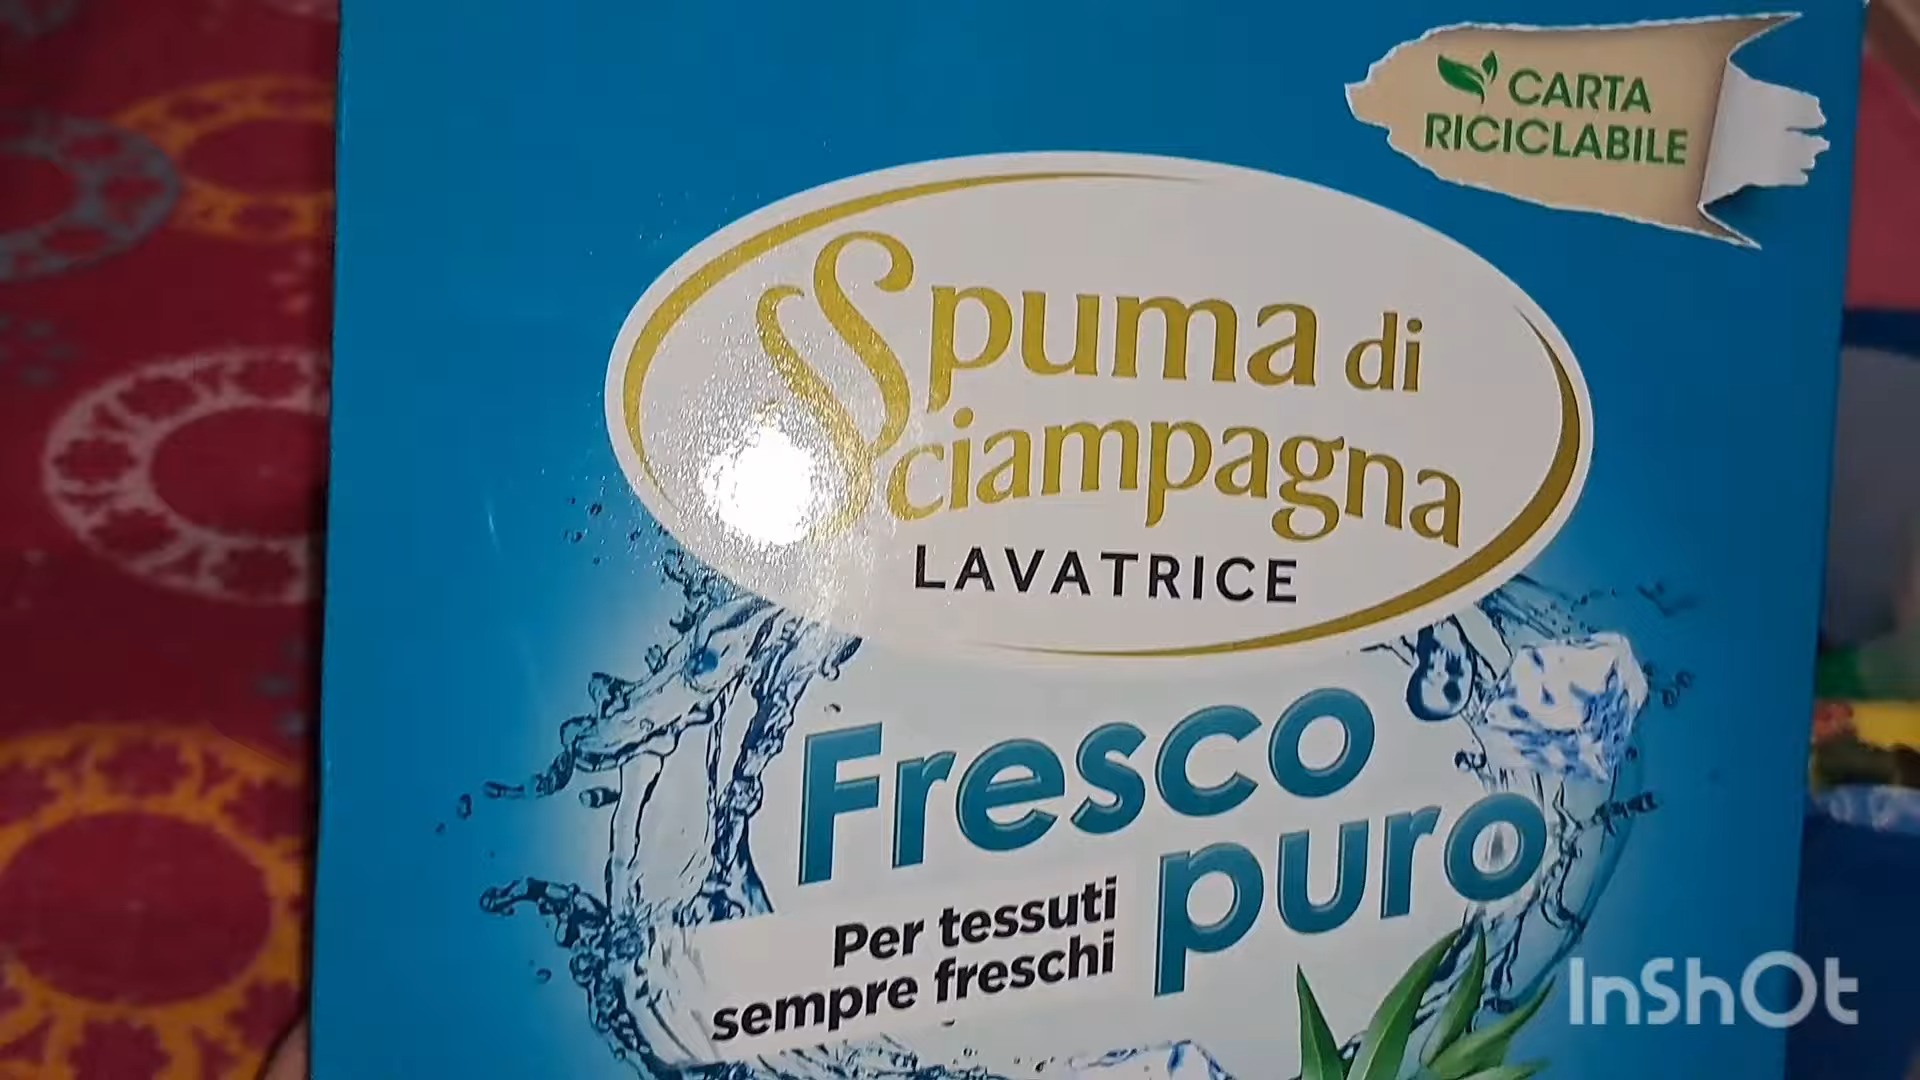 CARTA
RICICLABILE
Spuma di
Sciampagna
LAVATRICE
Fresco
puro
Per tessuti
sempre freschi
InShOt